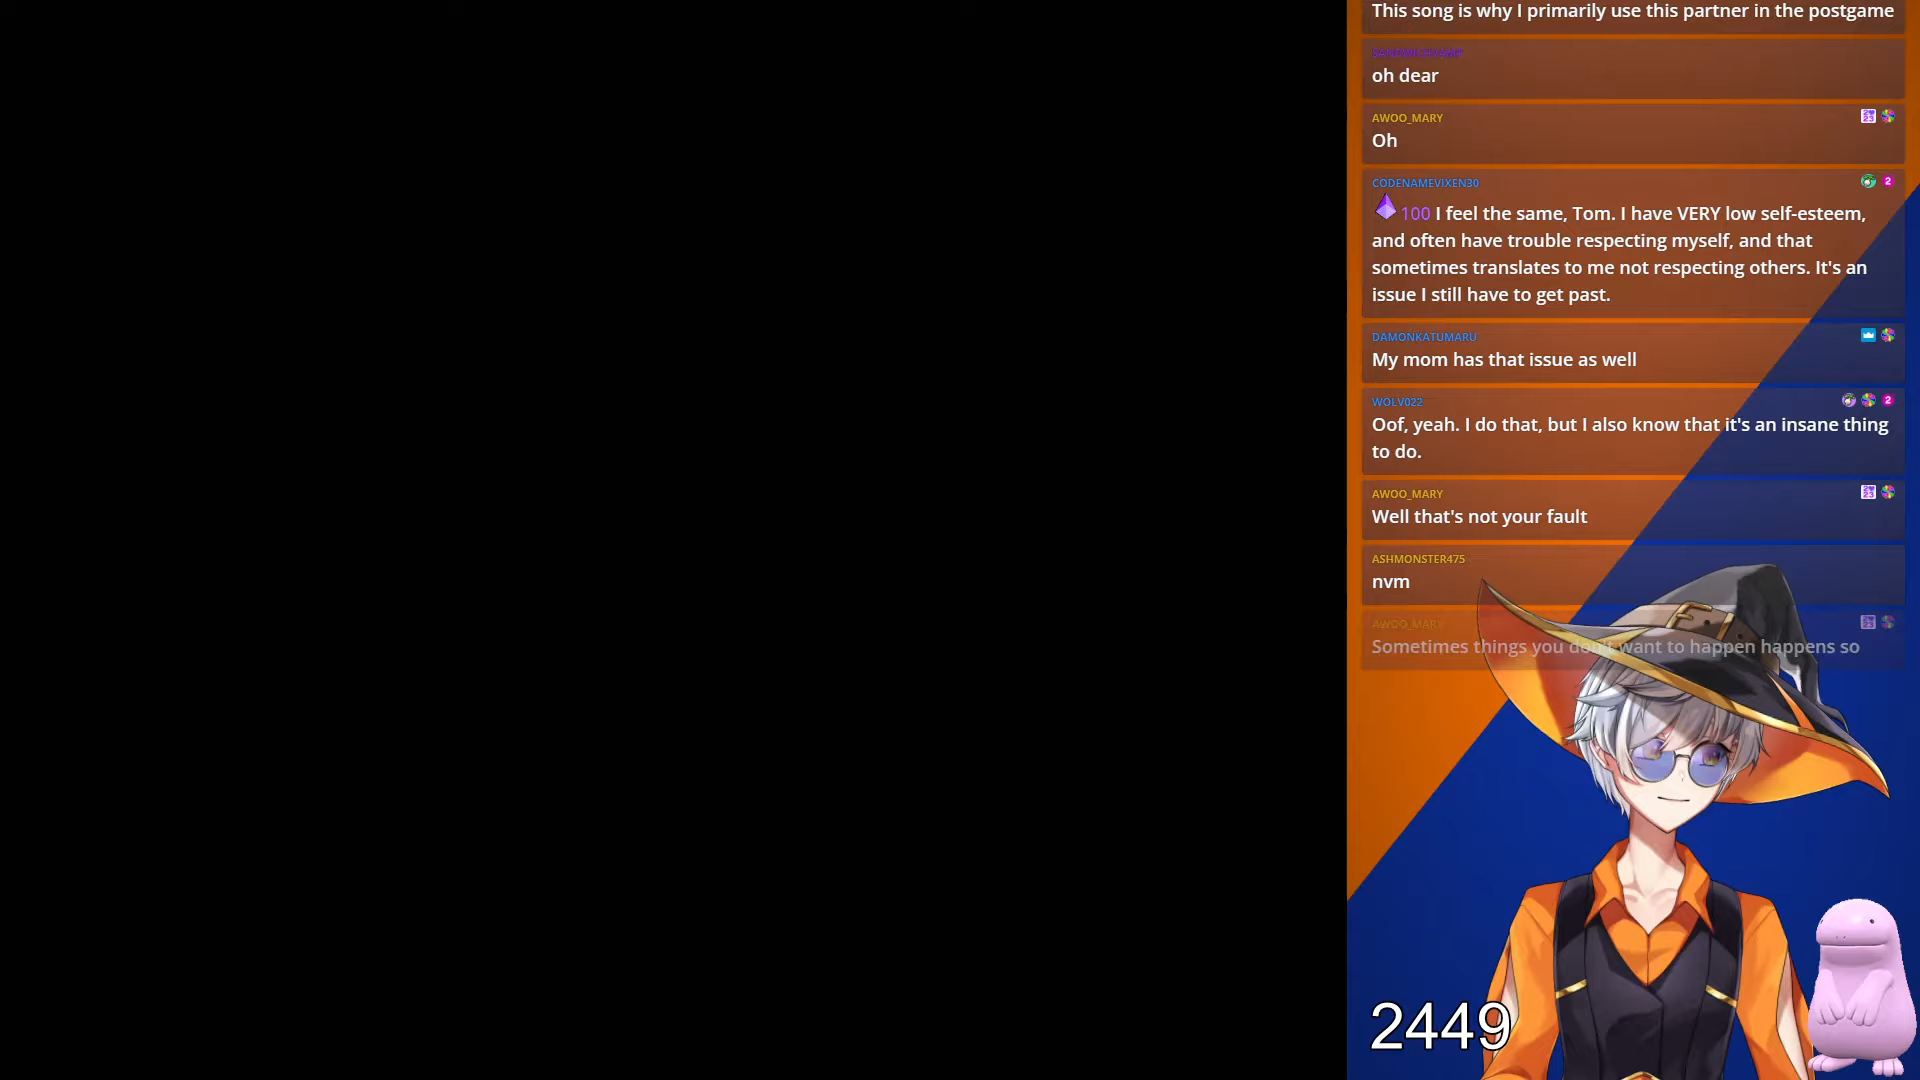 This song is why I primarily use this partner in the postgame
oh dear
AWOO_MARY
Oh
CODENAMEVIXEN30
100 I feel the same, Tom. I have VERY low self-esteem,
and often have trouble respecting myself, and that
sometimes translates to me not respecting others. It's an
issue I still have to get past.
DAMONKATUMARU
My mom has that issue as well
WOLV022
Oof, yeah. I do that, but I also know that it's an insane thing
to do.
AWOO_MARY
Well that's not your fault
ASHMONSTER475
nvm
AWOO_MARY
Sometimes things you don't want to happen happens so
2449